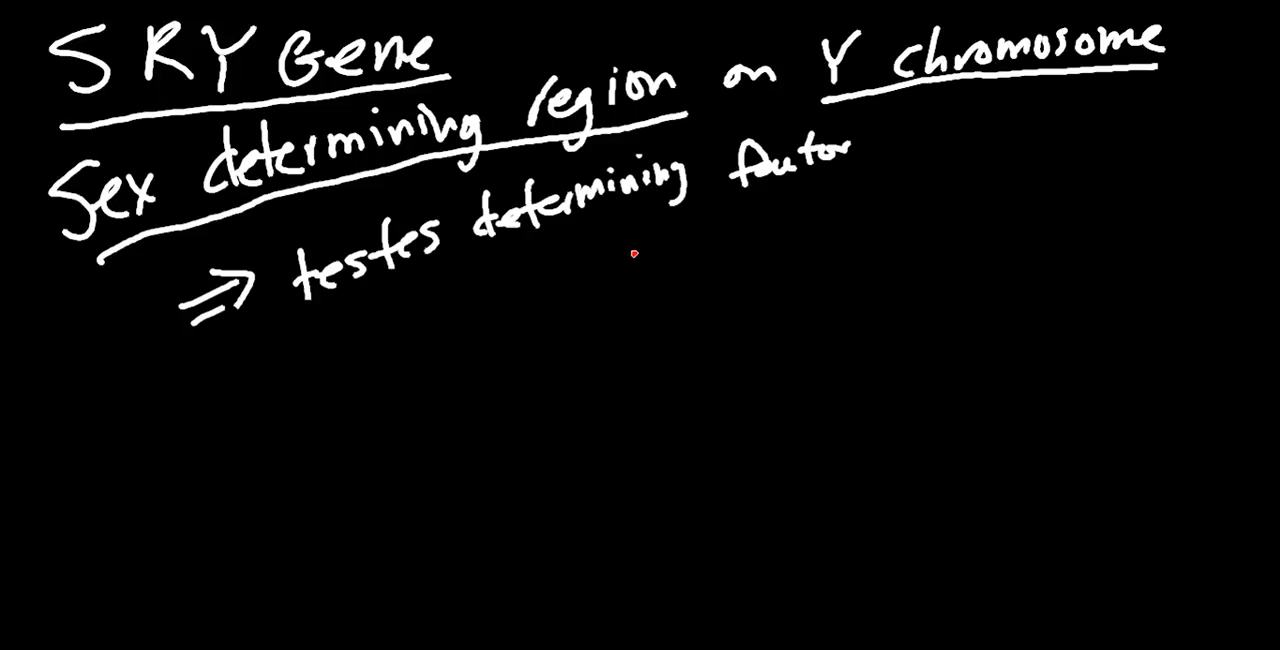 SRY Gene
Sex determining region on Y chromosome
⇒ testes determining factor